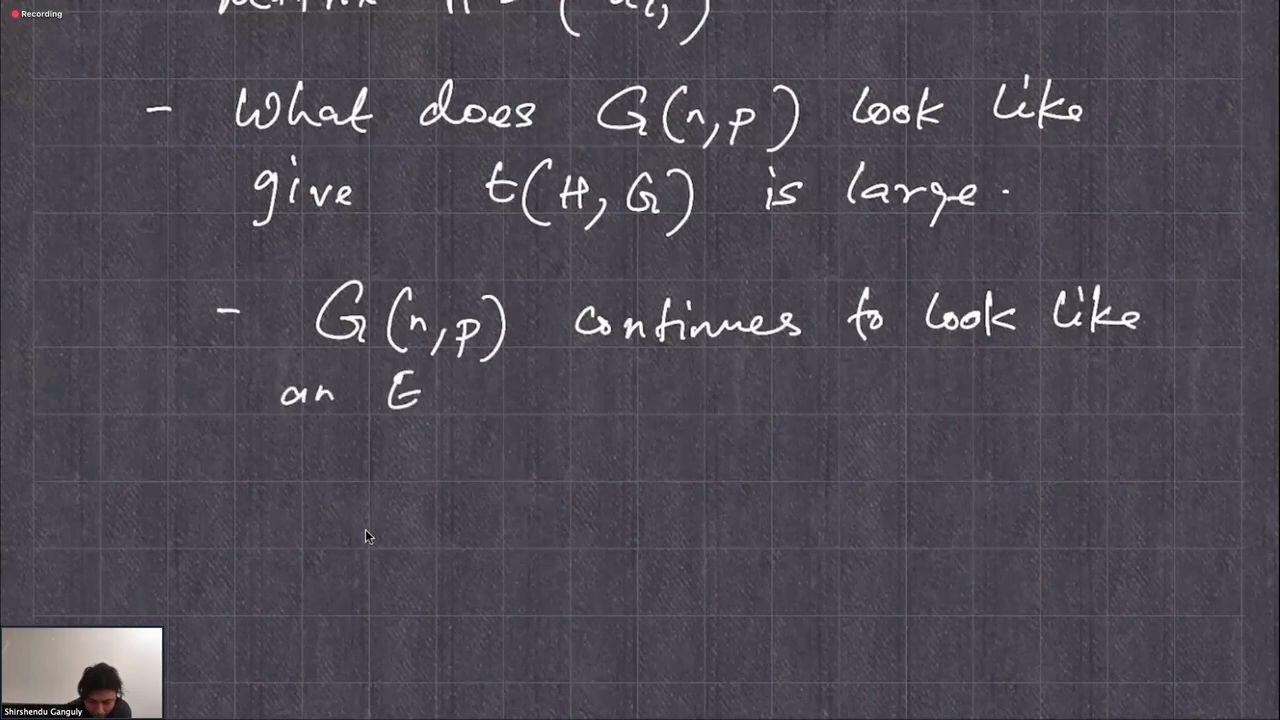 Recording
- What does G(n,p) look like
give t(H,G) is large.
- G(n,p) continues to look like
an E
Shirshendu Ganguly